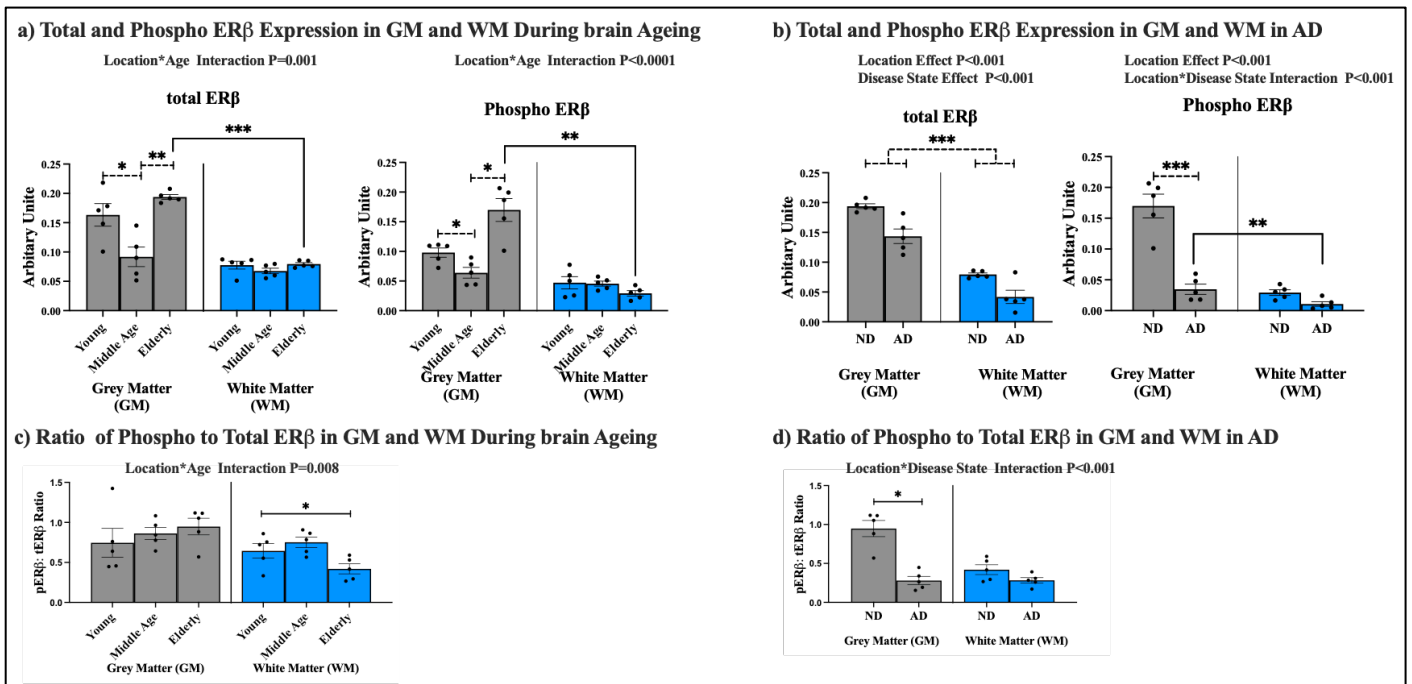 a) Total and Phospho ERβ Expression in GM and WM During brain Ageing
Location*Age Interaction P=0.001
Location*Age Interaction P<0.0001
total ERβ
Phospho ERβ
***
*
**
**
*
*
Arbitary Unite
0.25
0.20
0.15
0.10
0.05
0.00
Young
Middle Age
Elderly
Young
Middle Age
Elderly
Grey Matter
(GM)
White Matter
(WM)
Arbitary Unite
0.25
0.20
0.15
0.10
0.05
0.00
Young
Middle Age
Elderly
Young
Middle Age
Elderly
Grey Matter
(GM)
White Matter
(WM)
b) Total and Phospho ERβ Expression in GM and WM in AD
Location Effect P<0.001
Disease State Effect P<0.001
Location Effect P<0.001
Location*Disease State Interaction P<0.001
total ERβ
Phospho ERβ
***
***
**
Arbitary Unite
0.25
0.20
0.15
0.10
0.05
0.00
ND
AD
ND
AD
Grey Matter
(GM)
White Matter
(WM)
Arbitary Unite
0.25
0.20
0.15
0.10
0.05
0.00
ND
AD
ND
AD
Grey Matter
(GM)
White Matter
(WM)
c) Ratio of Phospho to Total ERβ in GM and WM During brain Ageing
Location*Age Interaction P=0.008
*
pERβ: tERβ Ratio
1.5
1.0
0.5
0.0
Young
Middle Age
Elderly
Young
Middle Age
Elderly
Grey Matter (GM)
White Matter (WM)
d) Ratio of Phospho to Total ERβ in GM and WM in AD
Location*Disease State Interaction P<0.001
*
pERβ: tERβ Ratio
1.5
1.0
0.5
0.0
ND
AD
ND
AD
Grey Matter (GM)
White Matter (WM)